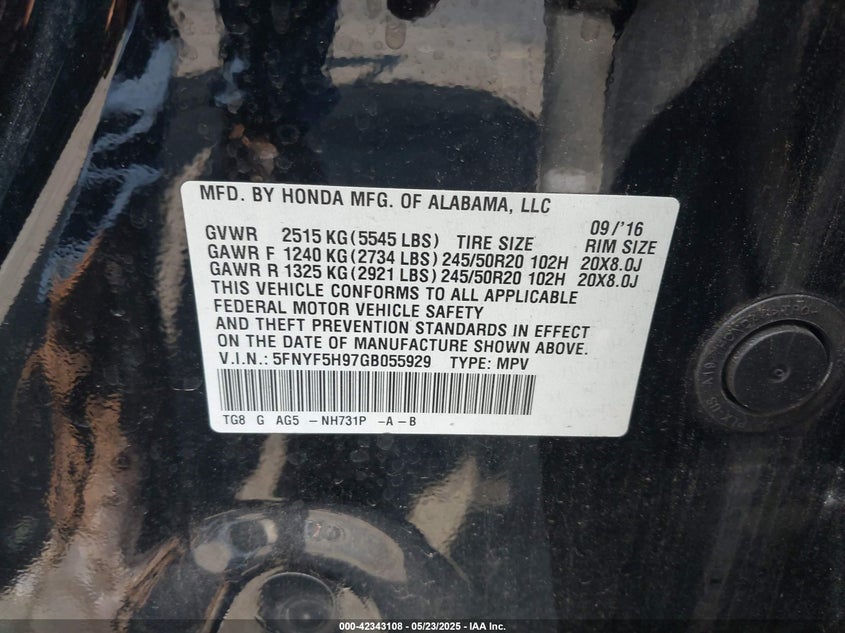 MFD. BY HONDA MFG. OF ALABAMA, LLC
09/'16
GVWR 2515 KG(5545 LBS) TIRE SIZE RIM SIZE
GAWR F 1240 KG(2734 LBS) 245/50R20 102H 20X8.0J
GAWR R 1325 KG(2921 LBS) 245/50R20 102H 20X8.0J
THIS VEHICLE CONFORMS TO ALL APPLICABLE
FEDERAL MOTOR VEHICLE SAFETY
AND THEFT PREVENTION STANDARDS IN EFFECT
ON THE DATE OF MANUFACTURE SHOWN ABOVE.
V.I.N.: 5FNYF5H97GB055929 TYPE: MPV
TG8 G AG5 -NH731P -A-B
000-42343108 - 05/23/2025 - IAA Inc.